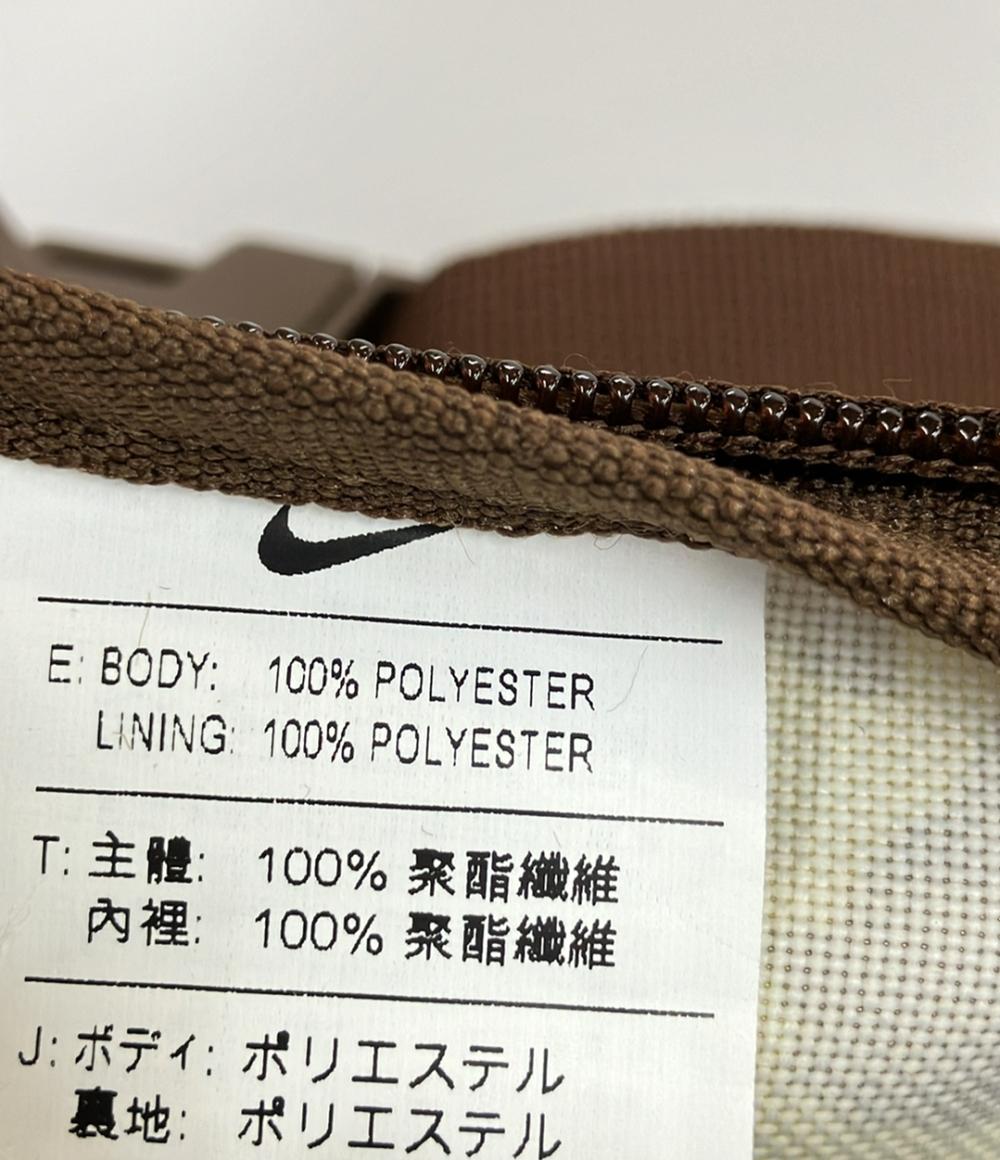 E: BODY: 100% POLYESTER
LINING: 100% POLYESTER
T: 主體: 100% 聚酯纖維
內裡: 100% 聚酯纖維
J: ボディ: ポリエステル
裏地: ポリエステル